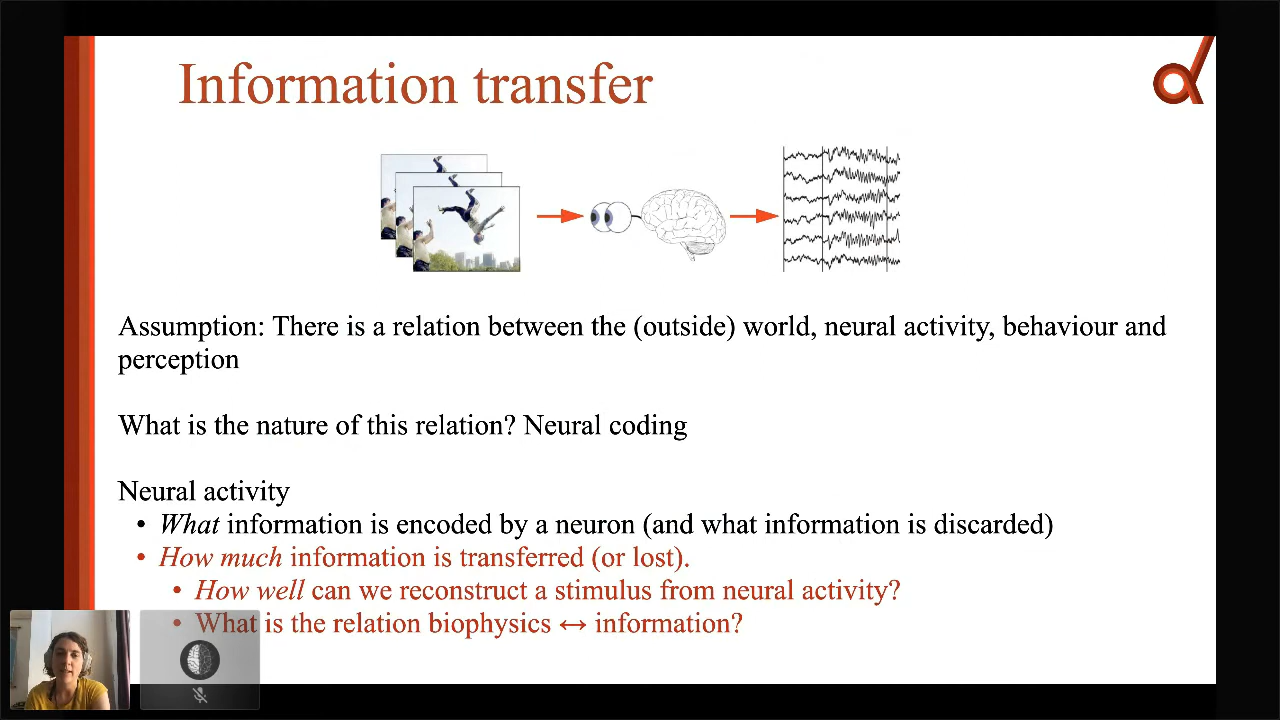 Information transfer
Assumption: There is a relation between the (outside) world, neural activity, behaviour and
perception
What is the nature of this relation? Neural coding
Neural activity
• What information is encoded by a neuron (and what information is discarded)
• How much information is transferred (or lost).
• How well can we reconstruct a stimulus from neural activity?
• What is the relation biophysics ↔ information?